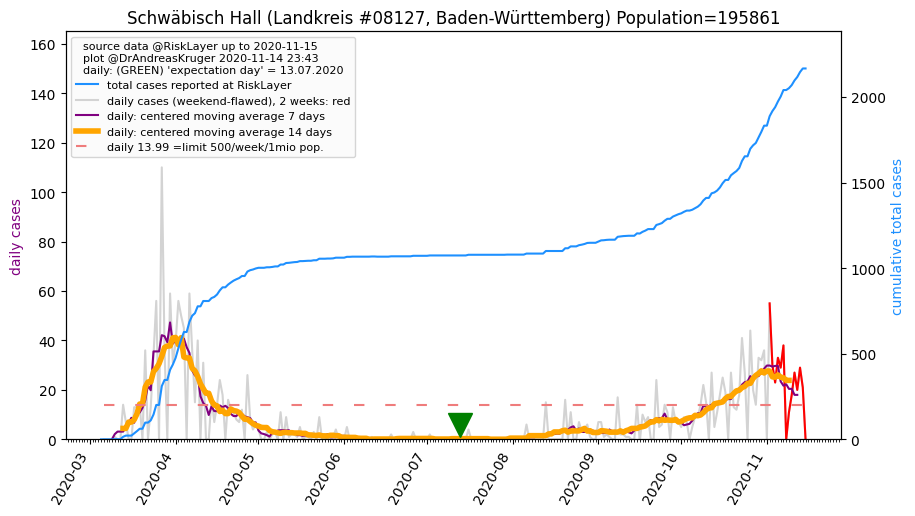 Schwäbisch Hall (Landkreis #08127, Baden-Württemberg) Population=195861
source data @RiskLayer up to 2020-11-15
plot @DrAndreasKruger 2020-11-14 23:43
daily: (GREEN) 'expectation day' = 13.07.2020
total cases reported at RiskLayer
daily cases (weekend-flawed), 2 weeks: red
daily: centered moving average 7 days
daily: centered moving average 14 days
daily 13.99 =limit 500/week/1mio pop.
daily cases
160
140
120
100
80
60
40
20
0
cumulative total cases
2000
1500
1000
500
0
2020-03
2020-04
2020-05
2020-06
2020-07
2020-08
2020-09
2020-10
2020-11